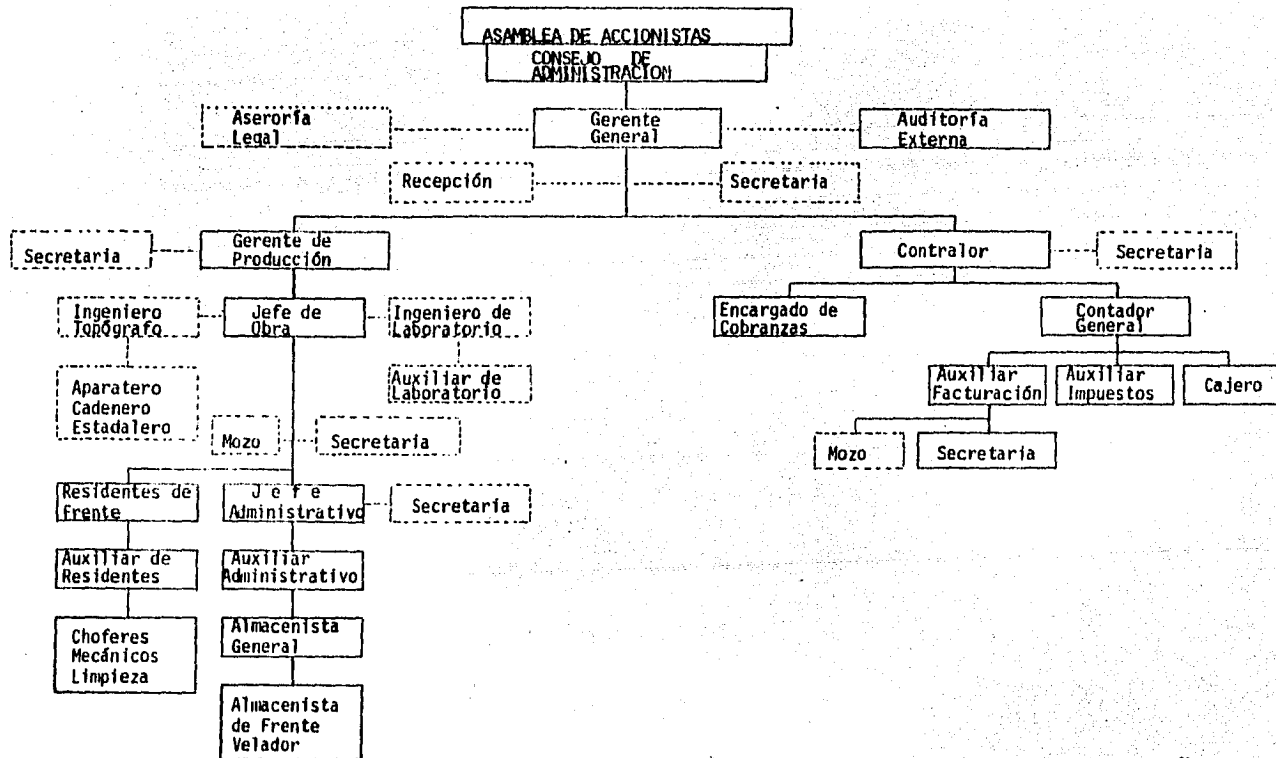 ASAMBLEA DE ACCIONISTAS
CONSEJO DE
ADMINISTRACION
Aseroría
Legal
Gerente
General
Auditoría
Externa
Recepción
Secretaria
Secretaria
Gerente de
Producción
Contralor
Secretaria
Ingeniero
Topógrafo
Jefe de
Obra
Ingeniero de
Laboratorio
Encargado de
Cobranzas
Contador
General
Aparatero
Cadenero
Estadalero
Auxiliar de
Laboratorio
Auxiliar
Facturación
Auxiliar
Impuestos
Cajero
Mozo
Secretaria
Mozo
Secretaria
Residentes de
Frente
J e f e
Administrativo
Secretaria
Auxiliar de
Residentes
Auxiliar
Administrativo
Choferes
Mecánicos
Limpieza
Almacenista
General
Almacenista
de Frente
Velador